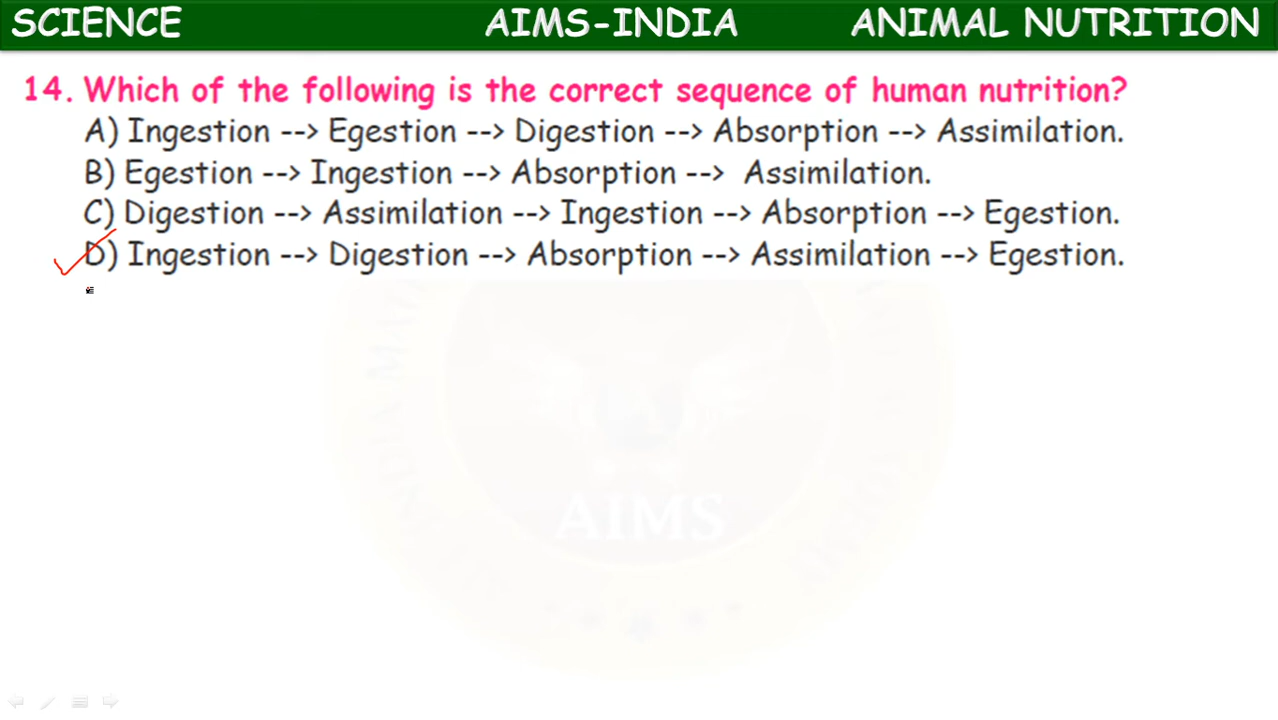 SCIENCE AIMS-INDIA ANIMAL NUTRITION
14. Which of the following is the correct sequence of human nutrition?
A) Ingestion --> Egestion --> Digestion --> Absorption --> Assimilation.
B) Egestion --> Ingestion --> Absorption --> Assimilation.
C) Digestion --> Assimilation --> Ingestion --> Absorption --> Egestion.
D) Ingestion --> Digestion --> Absorption --> Assimilation --> Egestion.
AIMS